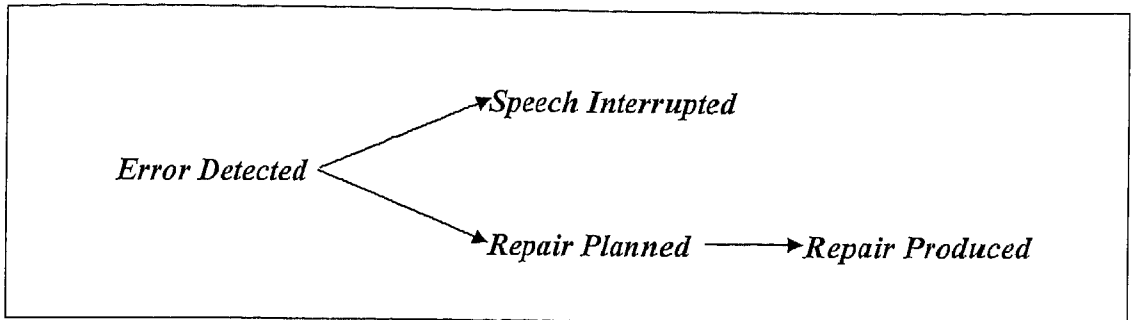 Speech Interrupted
Error Detected
Repair Planned
Repair Produced